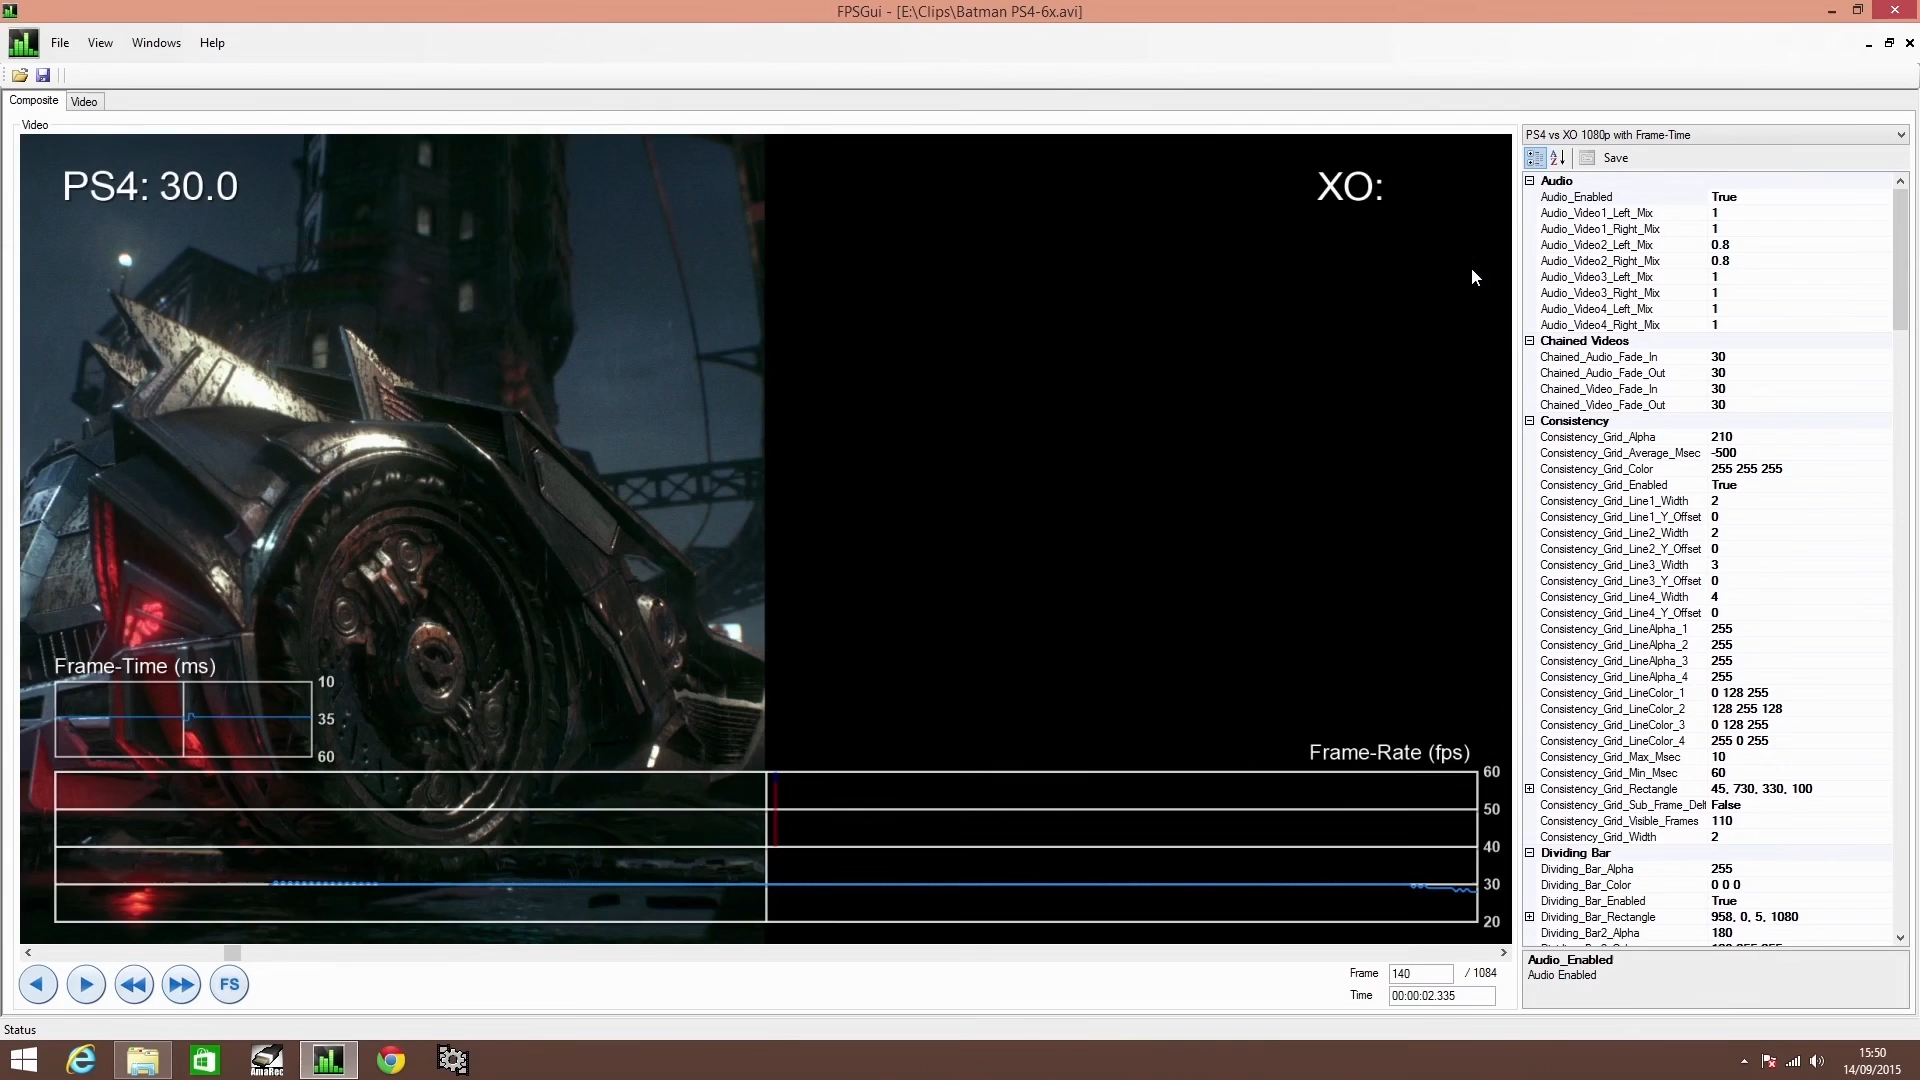 FPSGui - [E:\Clips\Batman PS4-6x.avi]
File View Windows Help
Composite Video
Video
PS4: 30.0
XO:
Frame-Time (ms)
10
35
60
Frame-Rate (fps)
60
50
40
30
20
FS
Frame 140 / 1084
Time 00:00:02.335
PS4 vs XO 1080p with Frame-Time
Save
Audio
Audio_Enabled True
Audio_Video1_Left_Mix 1
Audio_Video1_Right_Mix 1
Audio_Video2_Left_Mix 0.8
Audio_Video2_Right_Mix 0.8
Audio_Video3_Left_Mix 1
Audio_Video3_Right_Mix 1
Audio_Video4_Left_Mix 1
Audio_Video4_Right_Mix 1
Chained Videos
Chained_Audio_Fade_In 30
Chained_Audio_Fade_Out 30
Chained_Video_Fade_In 30
Chained_Video_Fade_Out 30
Consistency
Consistency_Grid_Alpha 210
Consistency_Grid_Average_Msec -500
Consistency_Grid_Color 255 255 255
Consistency_Grid_Enabled True
Consistency_Grid_Line1_Width 2
Consistency_Grid_Line1_Y_Offset 0
Consistency_Grid_Line2_Width 2
Consistency_Grid_Line2_Y_Offset 0
Consistency_Grid_Line3_Width 3
Consistency_Grid_Line3_Y_Offset 0
Consistency_Grid_Line4_Width 4
Consistency_Grid_Line4_Y_Offset 0
Consistency_Grid_LineAlpha_1 255
Consistency_Grid_LineAlpha_2 255
Consistency_Grid_LineAlpha_3 255
Consistency_Grid_LineAlpha_4 255
Consistency_Grid_LineColor_1 0 128 255
Consistency_Grid_LineColor_2 128 255 128
Consistency_Grid_LineColor_3 0 128 255
Consistency_Grid_LineColor_4 255 0 255
Consistency_Grid_Max_Msec 10
Consistency_Grid_Min_Msec 60
Consistency_Grid_Rectangle 45, 730, 330, 100
Consistency_Grid_Sub_Frame_Delt False
Consistency_Grid_Visible_Frames 110
Consistency_Grid_Width 2
Dividing Bar
Dividing_Bar_Alpha 255
Dividing_Bar_Color 0 0 0
Dividing_Bar_Enabled True
Dividing_Bar_Rectangle 958, 0, 5, 1080
Dividing_Bar2_Alpha 180
Audio_Enabled
Audio Enabled
Status
AmaRec
15:50
14/09/2015